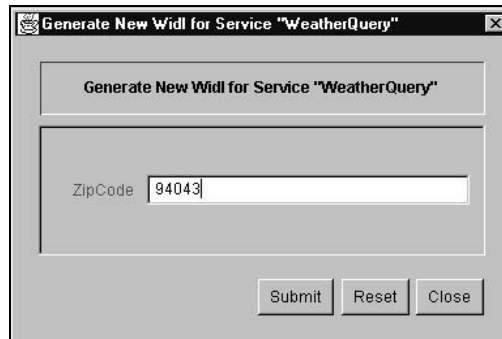 Generate New Widl for Service "WeatherQuery"
Generate New Widl for Service "WeatherQuery"
ZipCode 94043
Submit Reset Close